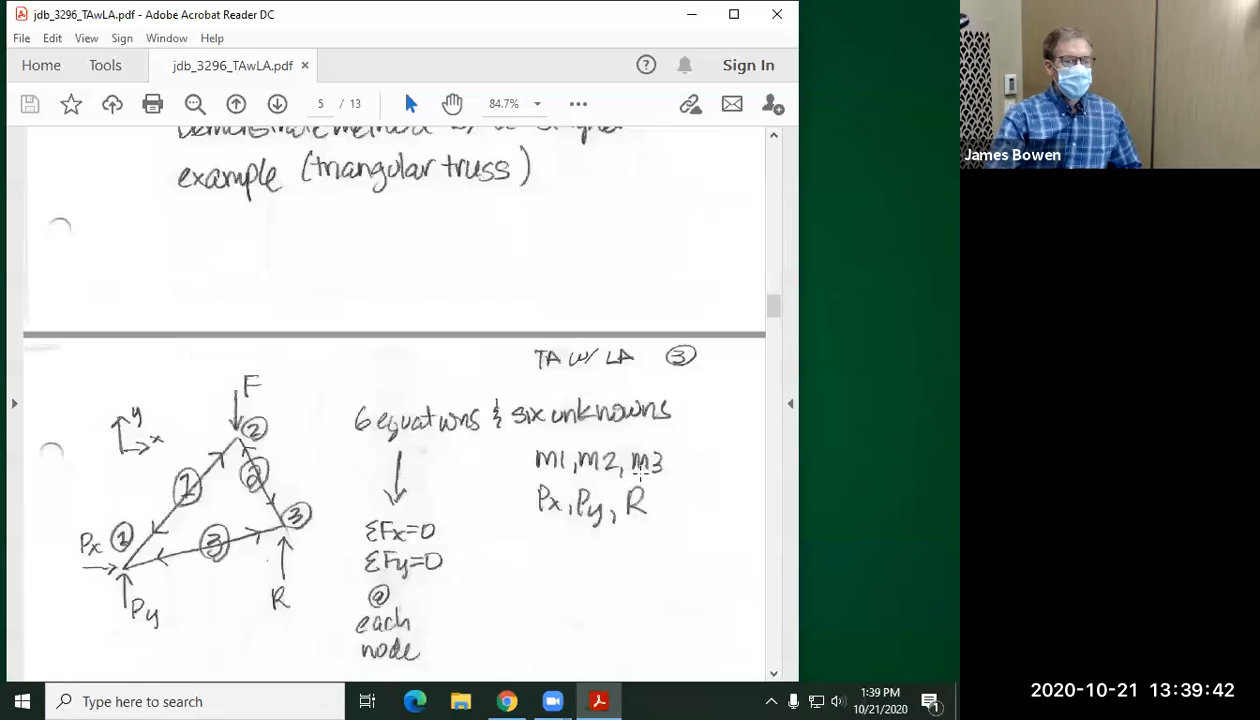 jdb_3296_TAwLA.pdf - Adobe Acrobat Reader DC
File Edit View Sign Window Help
Home Tools jdb_3296_TAwLA.pdf × Sign In
5 / 13 84.7%
example (triangular truss)
TA w/ LA 3
F
y
x
2
1
2
Px 1
3
3
Py
R
6 equations & six unknowns
m1, m2, m3
Px, Py, R
ΣFx=0
ΣFy=0
@
each
node
James Bowen
Type here to search
1:39 PM
10/21/2020
1
2020-10-21 13:39:42